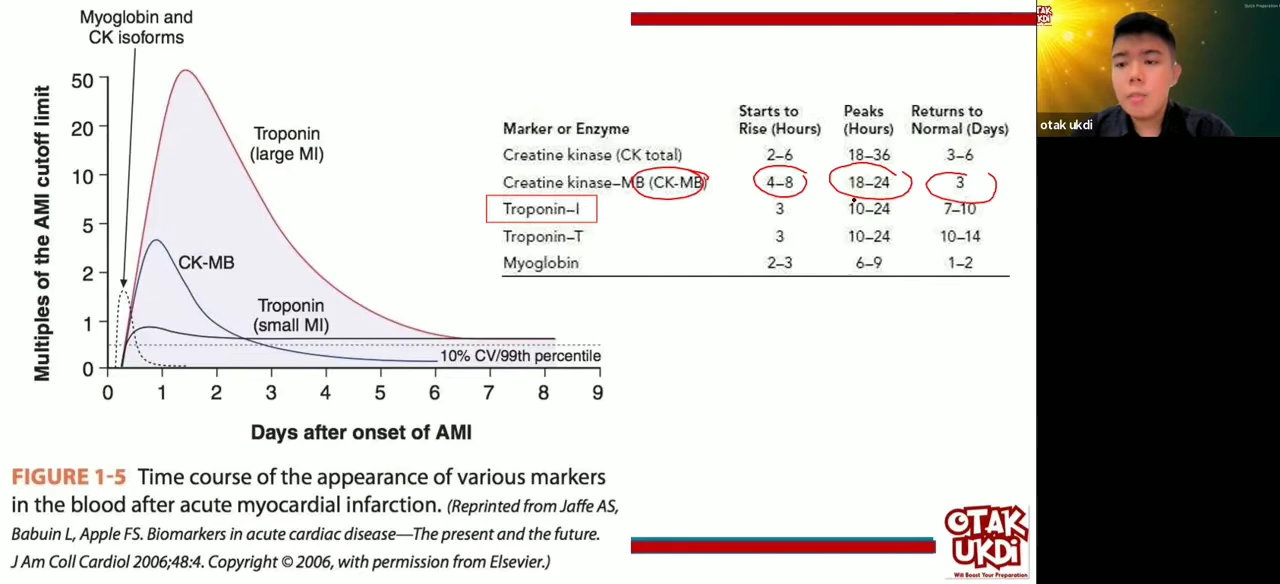 Myoglobin and
CK isoforms
Multiples of the AMI cutoff limit
50
20
10
5
2
1
0
Troponin
(large MI)
CK-MB
Troponin
(small MI)
10% CV/99th percentile
0 1 2 3 4 5 6 7 8 9
Days after onset of AMI
FIGURE 1-5 Time course of the appearance of various markers
in the blood after acute myocardial infarction. (Reprinted from Jaffe AS,
Babuin L, Apple FS. Biomarkers in acute cardiac disease—The present and the future.
J Am Coll Cardiol 2006;48:4. Copyright © 2006, with permission from Elsevier.)
Marker or Enzyme Starts to Rise (Hours) Peaks (Hours) Returns to Normal (Days)
Creatine kinase (CK total) 2–6 18–36 3–6
Creatine kinase–MB (CK-MB) 4–8 18–24 3
Troponin–I 3 10–24 7–10
Troponin–T 3 10–24 10–14
Myoglobin 2–3 6–9 1–2
OTAK
UKDI
Will Boost Your Preparation
OTAK
UKDI
otak ukdi